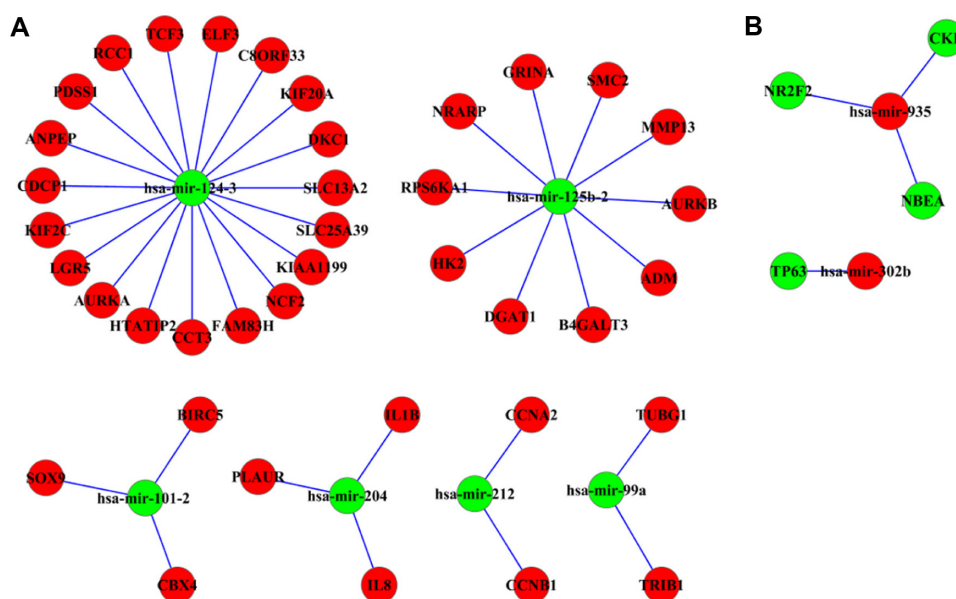 A
B
TCF3
ELF3
RCC1
C8ORF33
PDSS1
KIF20A
ANPEP
DKC1
CDCP1
hsa-mir-124-3
SLC13A2
KIF2C
SLC25A39
LGR5
KIAA1199
AURKA
NCF2
HTATIP2
FAM83H
CCT3
GRINA
SMC2
NRARP
MMP13
RPS6KA1
hsa-mir-125b-2
AURKB
HK2
ADM
DGAT1
B4GALT3
NR2F2
hsa-mir-935
NBEA
TP63
hsa-mir-302b
BIRC5
SOX9
hsa-mir-101-2
CBX4
IL1B
PLAUR
hsa-mir-204
IL8
CCNA2
hsa-mir-212
CCNB1
TUBG1
hsa-mir-99a
TRIB1